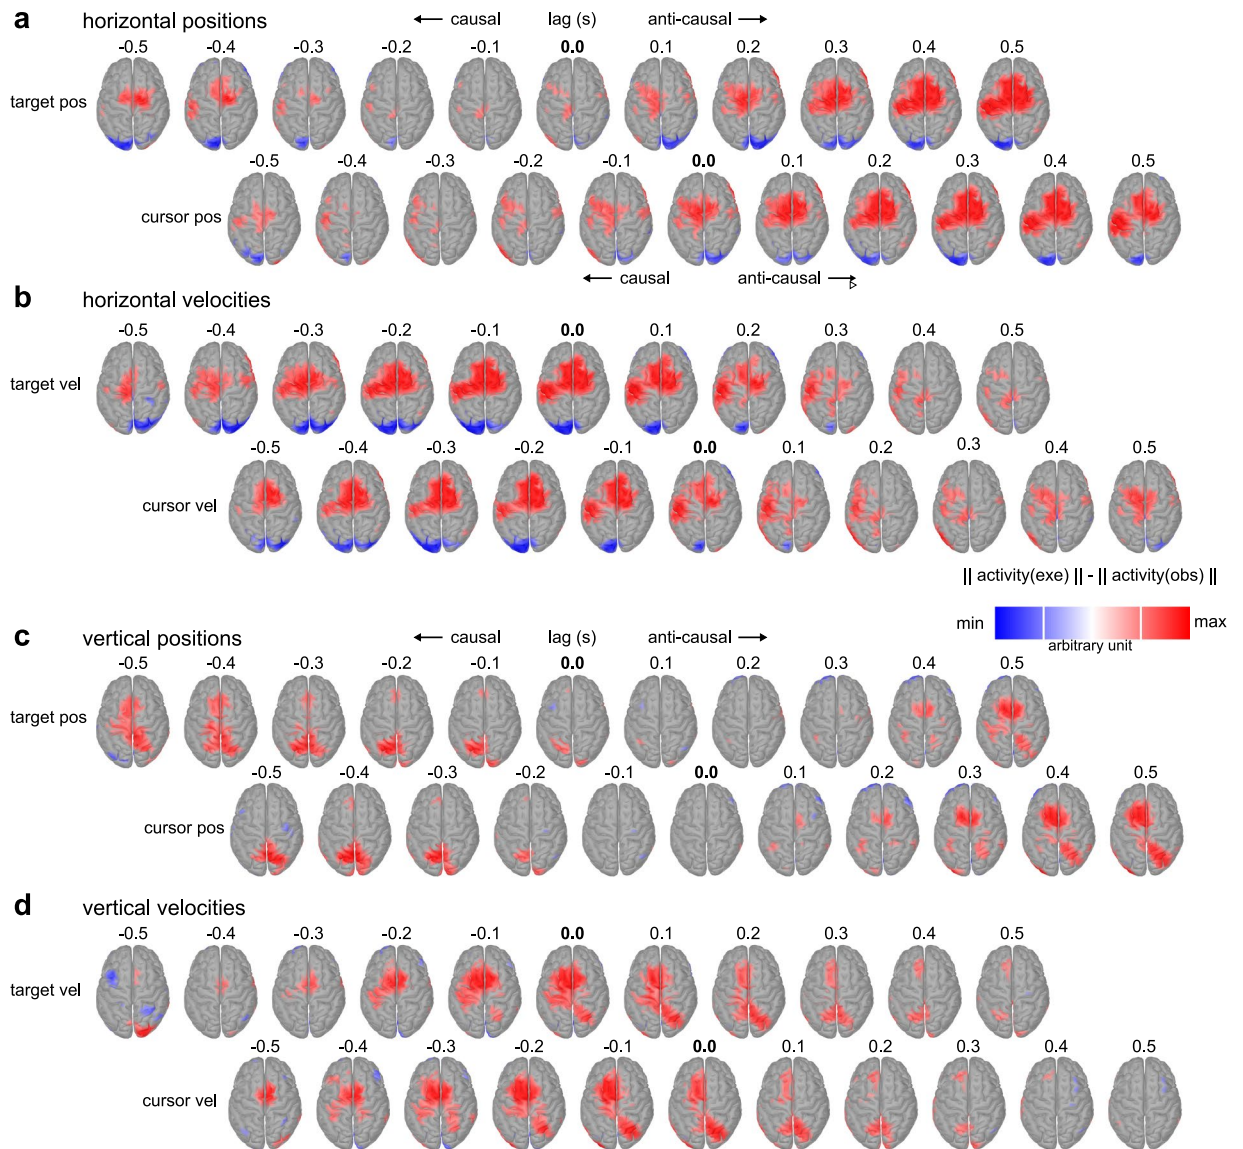 a horizontal positions
causal lag (s) anti-causal
-0.5 -0.4 -0.3 -0.2 -0.1 0.0 0.1 0.2 0.3 0.4 0.5
target pos
-0.5 -0.4 -0.3 -0.2 -0.1 0.0 0.1 0.2 0.3 0.4 0.5
cursor pos
causal anti-causal
b horizontal velocities
-0.5 -0.4 -0.3 -0.2 -0.1 0.0 0.1 0.2 0.3 0.4 0.5
target vel
-0.5 -0.4 -0.3 -0.2 -0.1 0.0 0.1 0.2 0.3 0.4 0.5
cursor vel
|| activity(exe) || - || activity(obs) ||
min max
arbitrary unit
c vertical positions
causal lag (s) anti-causal
-0.5 -0.4 -0.3 -0.2 -0.1 0.0 0.1 0.2 0.3 0.4 0.5
target pos
-0.5 -0.4 -0.3 -0.2 -0.1 0.0 0.1 0.2 0.3 0.4 0.5
cursor pos
d vertical velocities
-0.5 -0.4 -0.3 -0.2 -0.1 0.0 0.1 0.2 0.3 0.4 0.5
target vel
-0.5 -0.4 -0.3 -0.2 -0.1 0.0 0.1 0.2 0.3 0.4 0.5
cursor vel